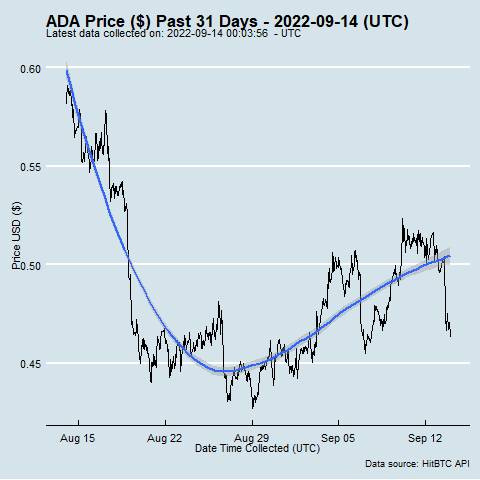 ADA Price ($) Past 31 Days - 2022-09-14 (UTC)
Latest data collected on: 2022-09-14 00:03:56  - UTC
0.60
0.55
0.50
0.45
Price USD ($)
Aug 15
Aug 22
Aug 29
Sep 05
Sep 12
Date Time Collected (UTC)
Data source: HitBTC API